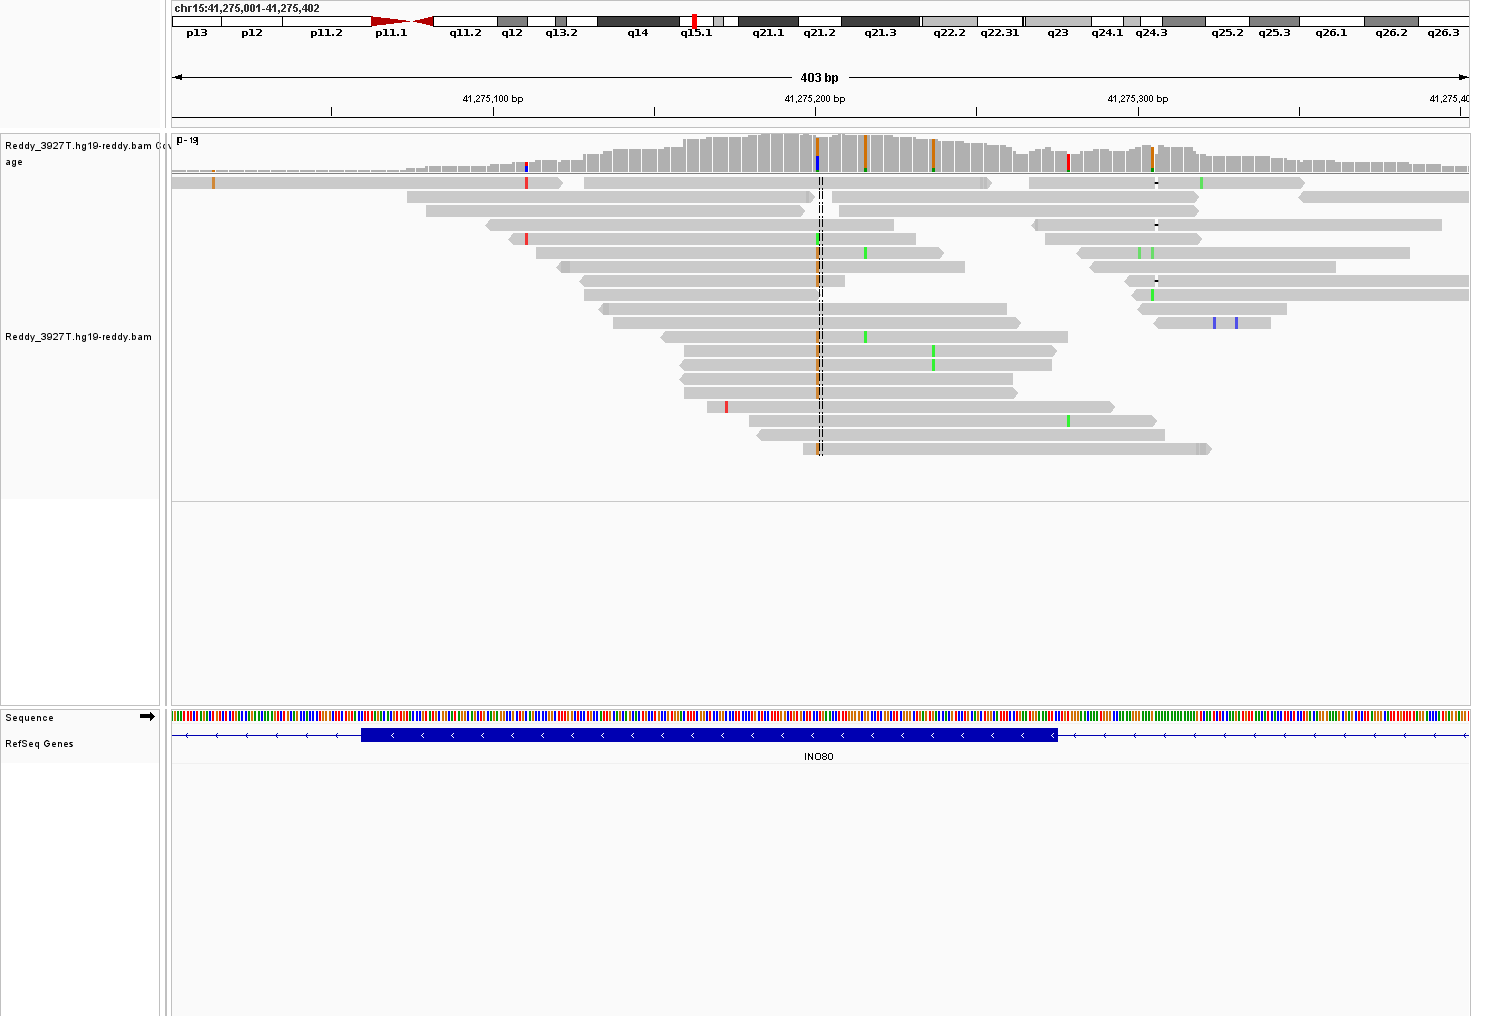 chr15:41,275,001-41,275,402
p13 p12 p11.2 p11.1 q11.2 q12 q13.2 q14 q15.1 q21.1 q21.2 q21.3 q22.2 q22.31 q23 q24.1 q24.3 q25.2 q25.3 q26.1 q26.2 q26.3
403 bp
41,275,100 bp 41,275,200 bp 41,275,300 bp 41,275,40
[0 - 19]
Reddy_3927T.hg19-reddy.bam Cov
age
Reddy_3927T.hg19-reddy.bam
Sequence
RefSeq Genes
INO80